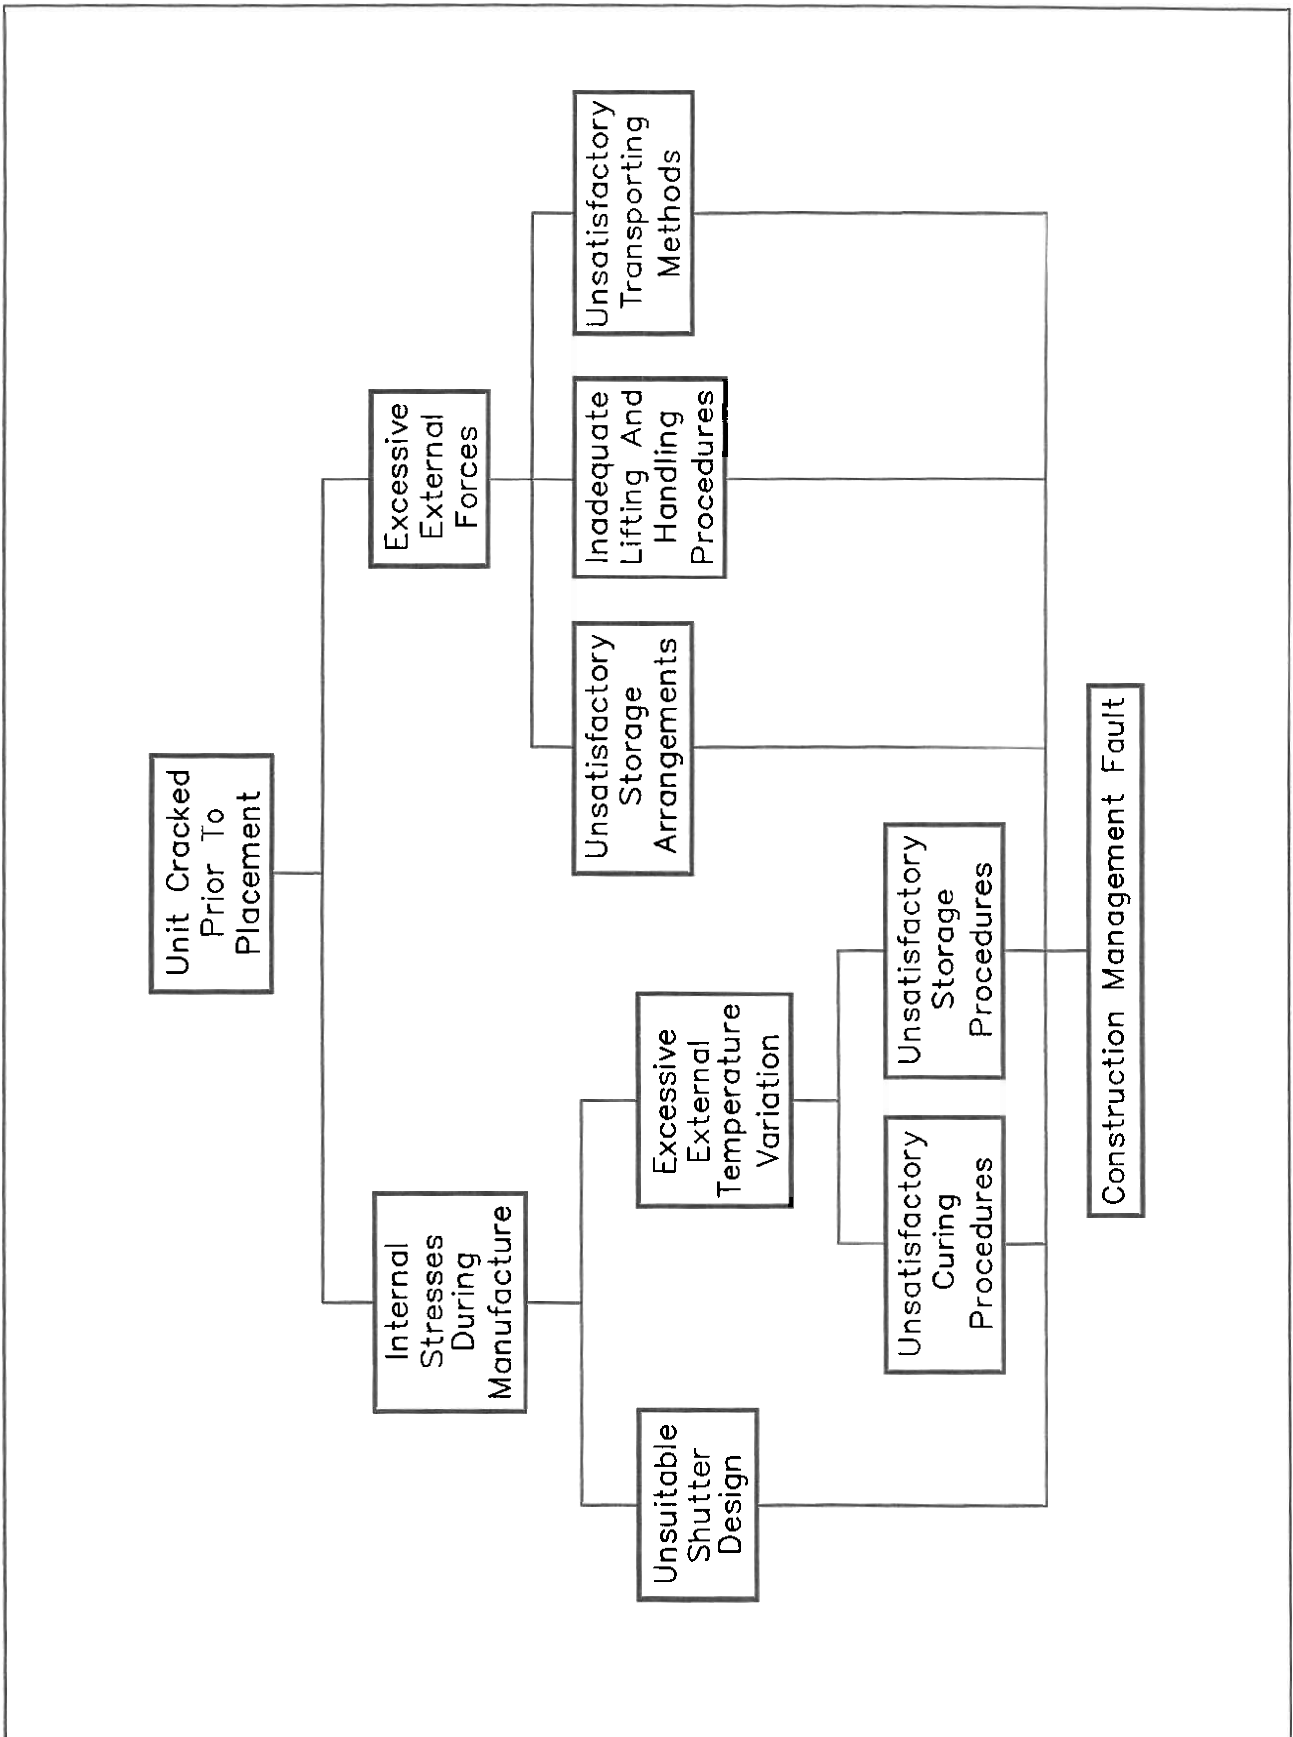 Unit Cracked
Prior To
Placement
Internal
Stresses
During
Manufacture
Excessive
External
Forces
Unsuitable
Shutter
Design
Excessive
External
Temperature
Variation
Unsatisfactory
Storage
Arrangements
Inadequate
Lifting And
Handling
Procedures
Unsatisfactory
Transporting
Methods
Unsatisfactory
Curing
Procedures
Unsatisfactory
Storage
Procedures
Construction Management Fault